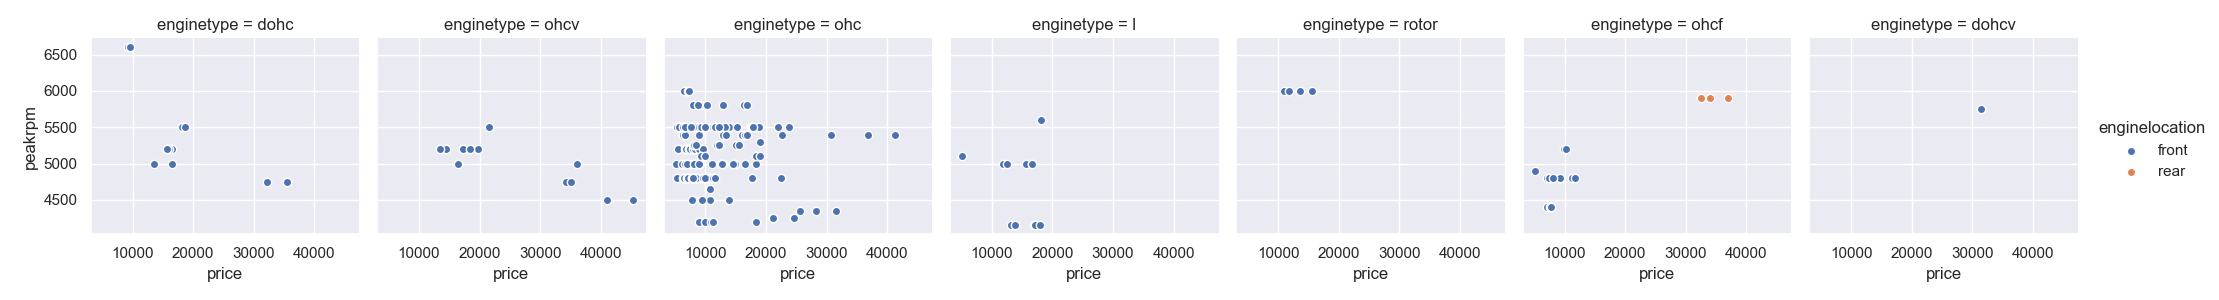 enginetype = dohc
enginetype = ohcv
enginetype = ohc
enginetype = l
enginetype = rotor
enginetype = ohcf
enginetype = dohcv
6500
6000
5500
5000
4500
peakrpm
10000 20000 30000 40000
price
10000 20000 30000 40000
price
10000 20000 30000 40000
price
10000 20000 30000 40000
price
10000 20000 30000 40000
price
10000 20000 30000 40000
price
10000 20000 30000 40000
price
enginelocation
front
rear